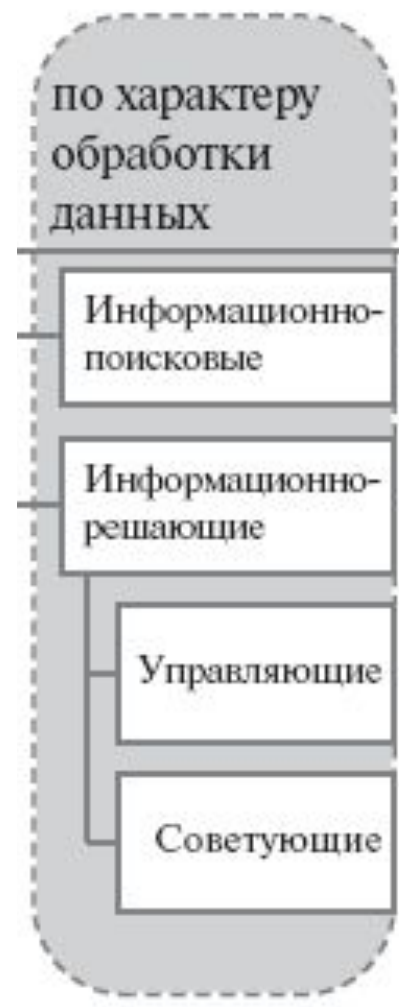 по характеру
обработки
данных
Информационно-
поисковые
Информационно-
решающие
Управляющие
Советующие